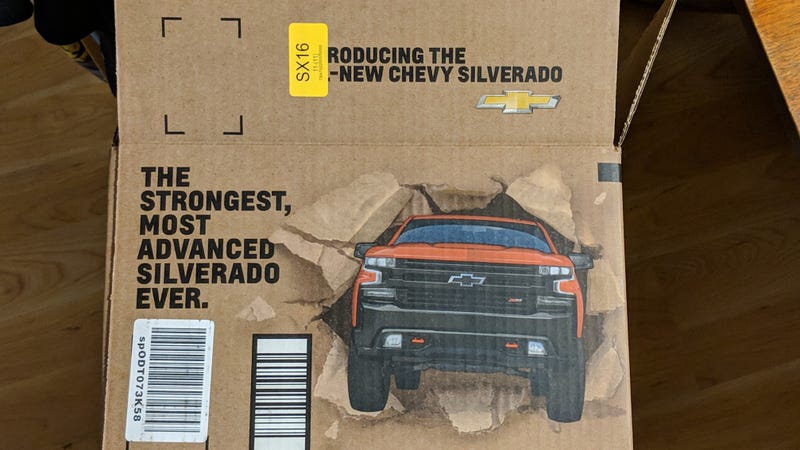 SX16
RODUCING THE
-NEW CHEVY SILVERADO
THE
STRONGEST,
MOST
ADVANCED
SILVERADO
EVER.
spODT073K58